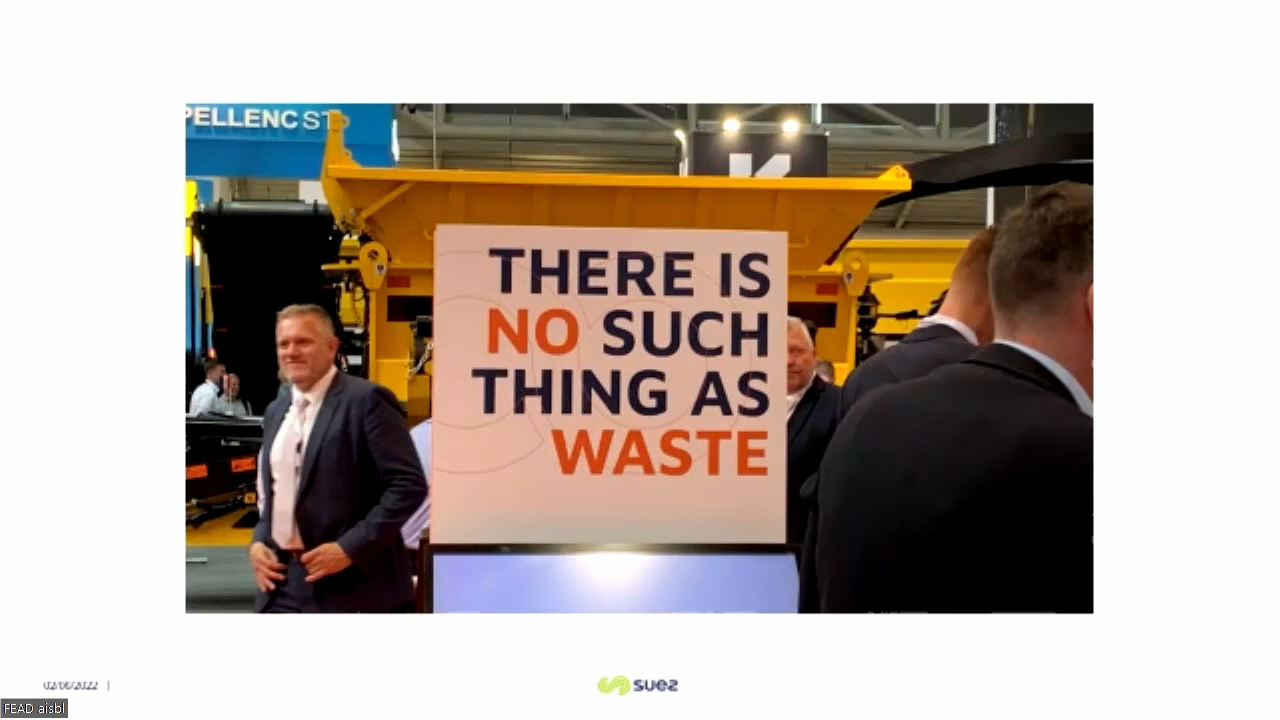 PELLENC ST
THERE IS
NO SUCH
THING AS
WASTE
02/06/2022 |
suez
FEAD aisbl